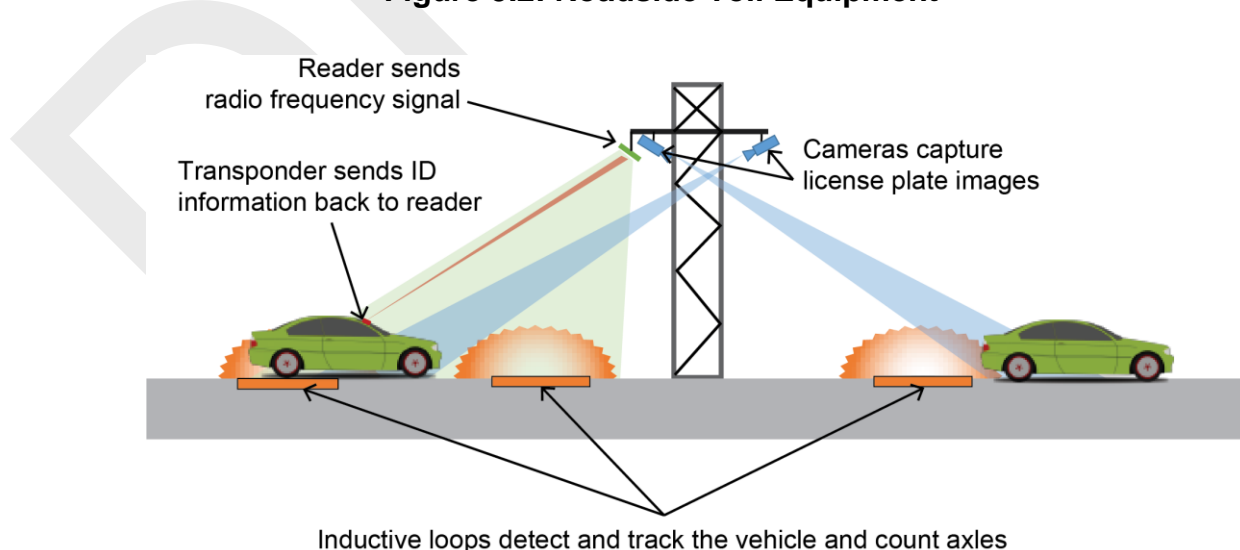 Reader sends
radio frequency signal
Transponder sends ID
information back to reader
Cameras capture
license plate images
Inductive loops detect and track the vehicle and count axles